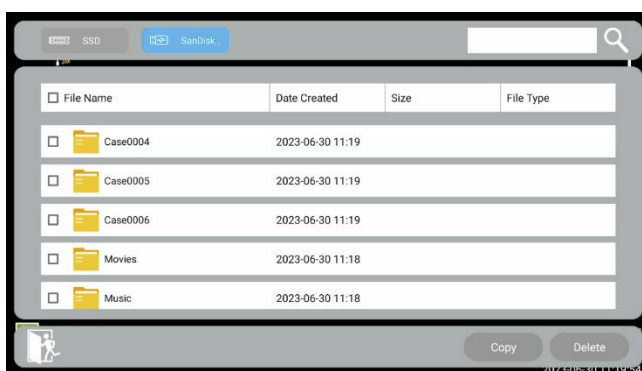 SSD SanDisk...
File Name Date Created Size File Type
Case0004 2023-06-30 11:19
Case0005 2023-06-30 11:19
Case0006 2023-06-30 11:19
Movies 2023-06-30 11:18
Music 2023-06-30 11:18
Copy Delete